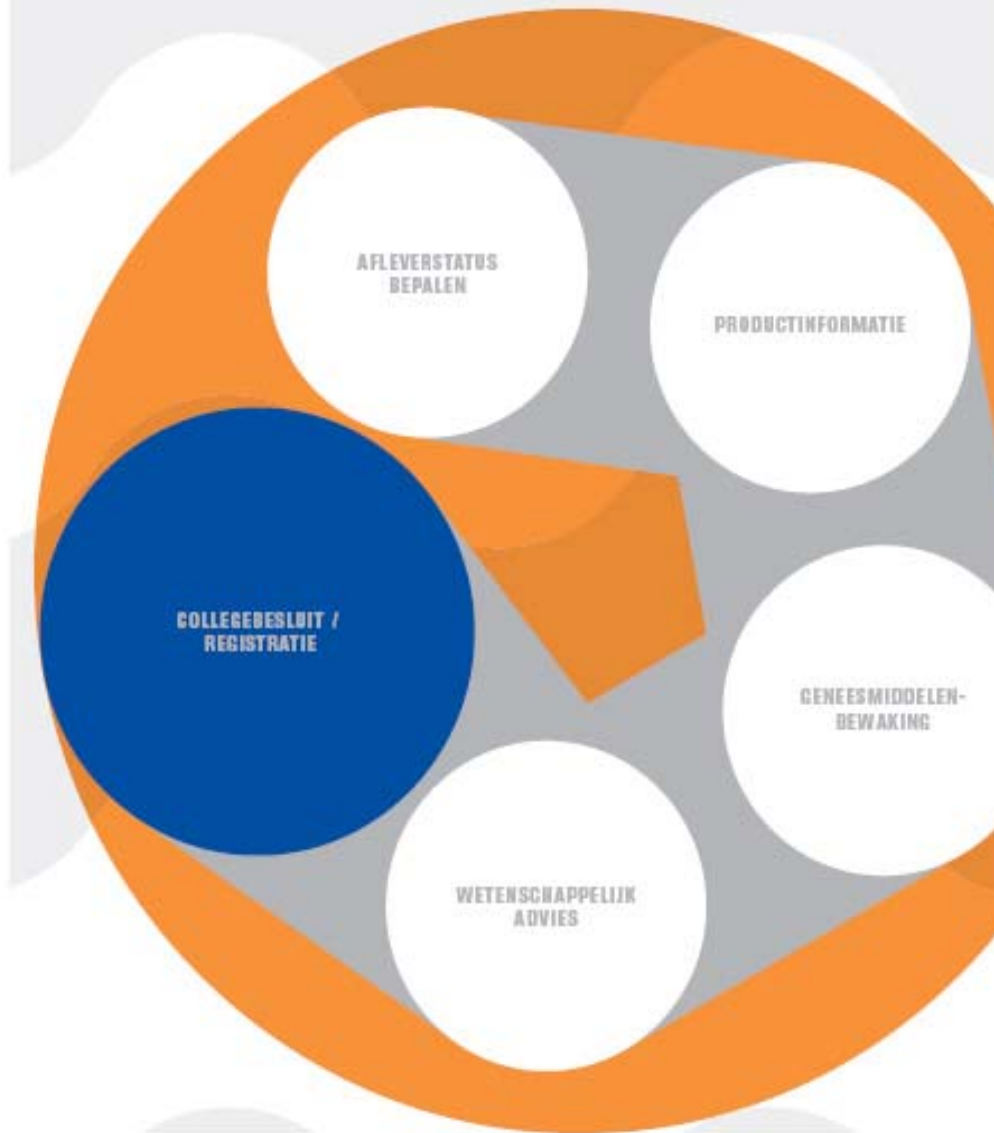 AFLEVERSTATUS
BEPALEN
PRODUCTINFORMATIE
COLLEGEBESLUIT /
REGISTRATIE
GENEESMIDDELEN-
BEWAKING
WETENSCHAPPELIJK
ADVIES